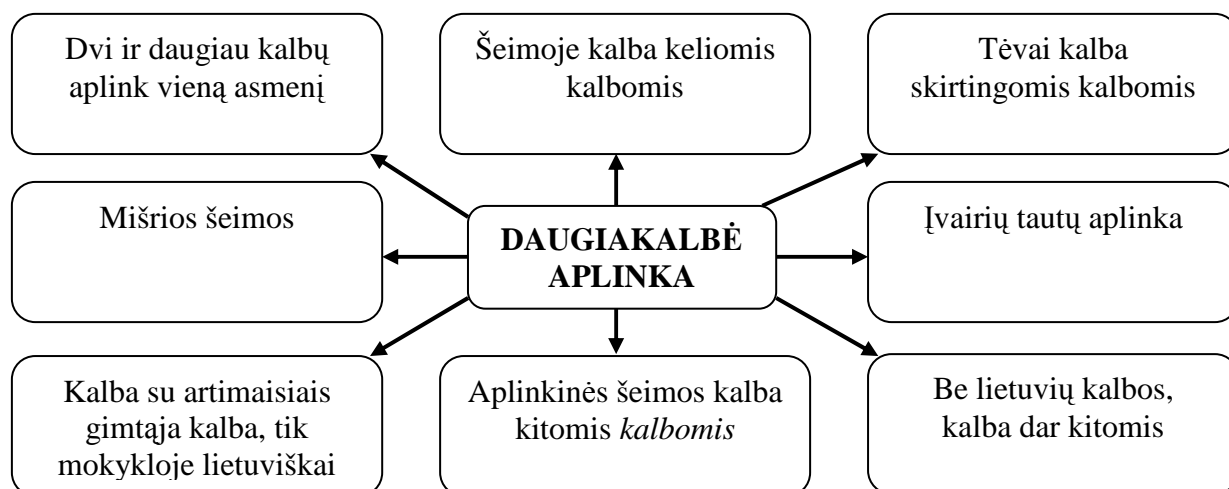 Dvi ir daugiau kalbų
aplink vieną asmenį
Šeimoje kalba keliomis
kalbomis
Tėvai kalba
skirtingomis kalbomis
Mišrios šeimos
DAUGIAKALBĖ
APLINKA
Įvairių tautų aplinka
Kalba su artimaisiais
gimtąja kalba, tik
mokykloje lietuviškai
Aplinkinės šeimos kalba
kitomis kalbomis
Be lietuvių kalbos,
kalba dar kitomis